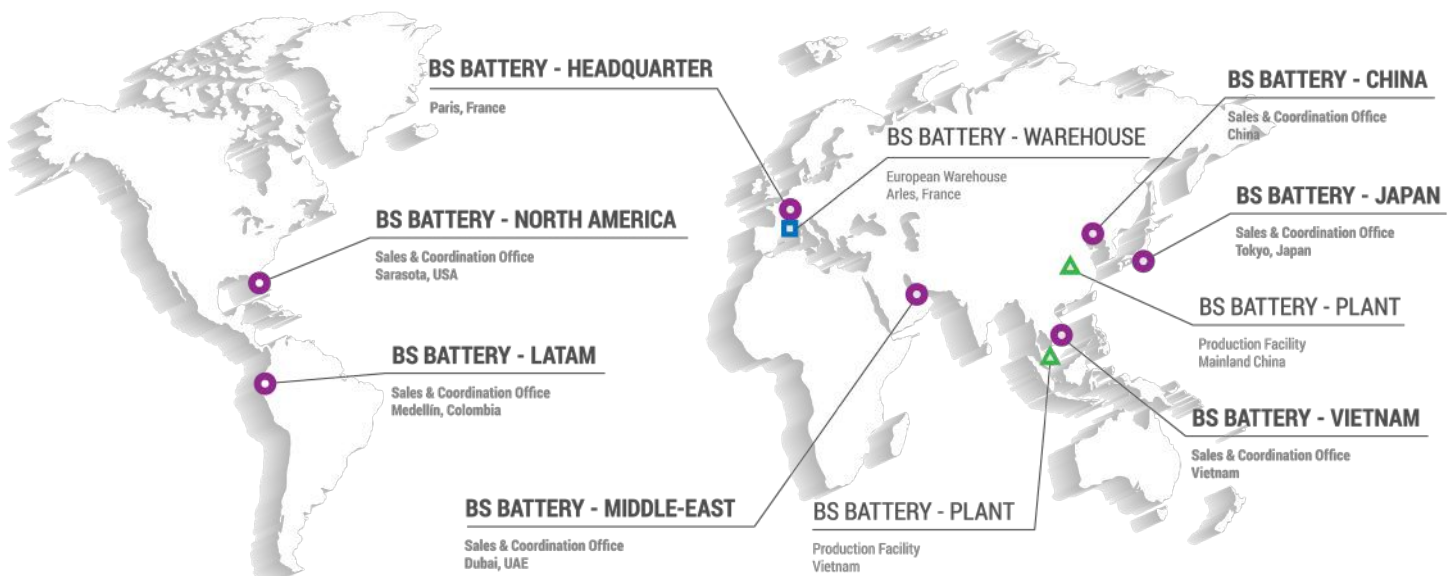 BS BATTERY - HEADQUARTER
Paris, France
BS BATTERY - CHINA
Sales & Coordination Office
China
BS BATTERY - WAREHOUSE
European Warehouse
Arles, France
BS BATTERY - JAPAN
Sales & Coordination Office
Tokyo, Japan
BS BATTERY - NORTH AMERICA
Sales & Coordination Office
Sarasota, USA
BS BATTERY - PLANT
Production Facility
Mainland China
BS BATTERY - LATAM
Sales & Coordination Office
Medellín, Colombia
BS BATTERY - VIETNAM
Sales & Coordination Office
Vietnam
BS BATTERY - MIDDLE-EAST
Sales & Coordination Office
Dubai, UAE
BS BATTERY - PLANT
Production Facility
Vietnam